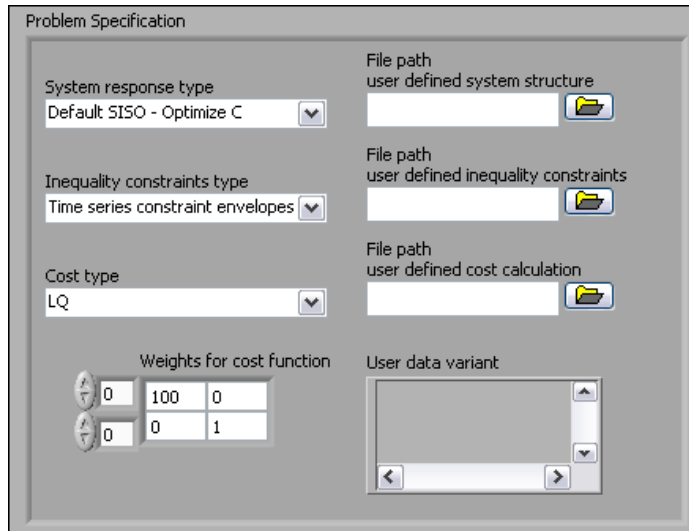 Problem Specification
System response type
Default SISO - Optimize C
File path
user defined system structure
Inequality constraints type
Time series constraint envelopes
File path
user defined inequality constraints
Cost type
LQ
File path
user defined cost calculation
Weights for cost function
0
100 0
0
0 1
User data variant